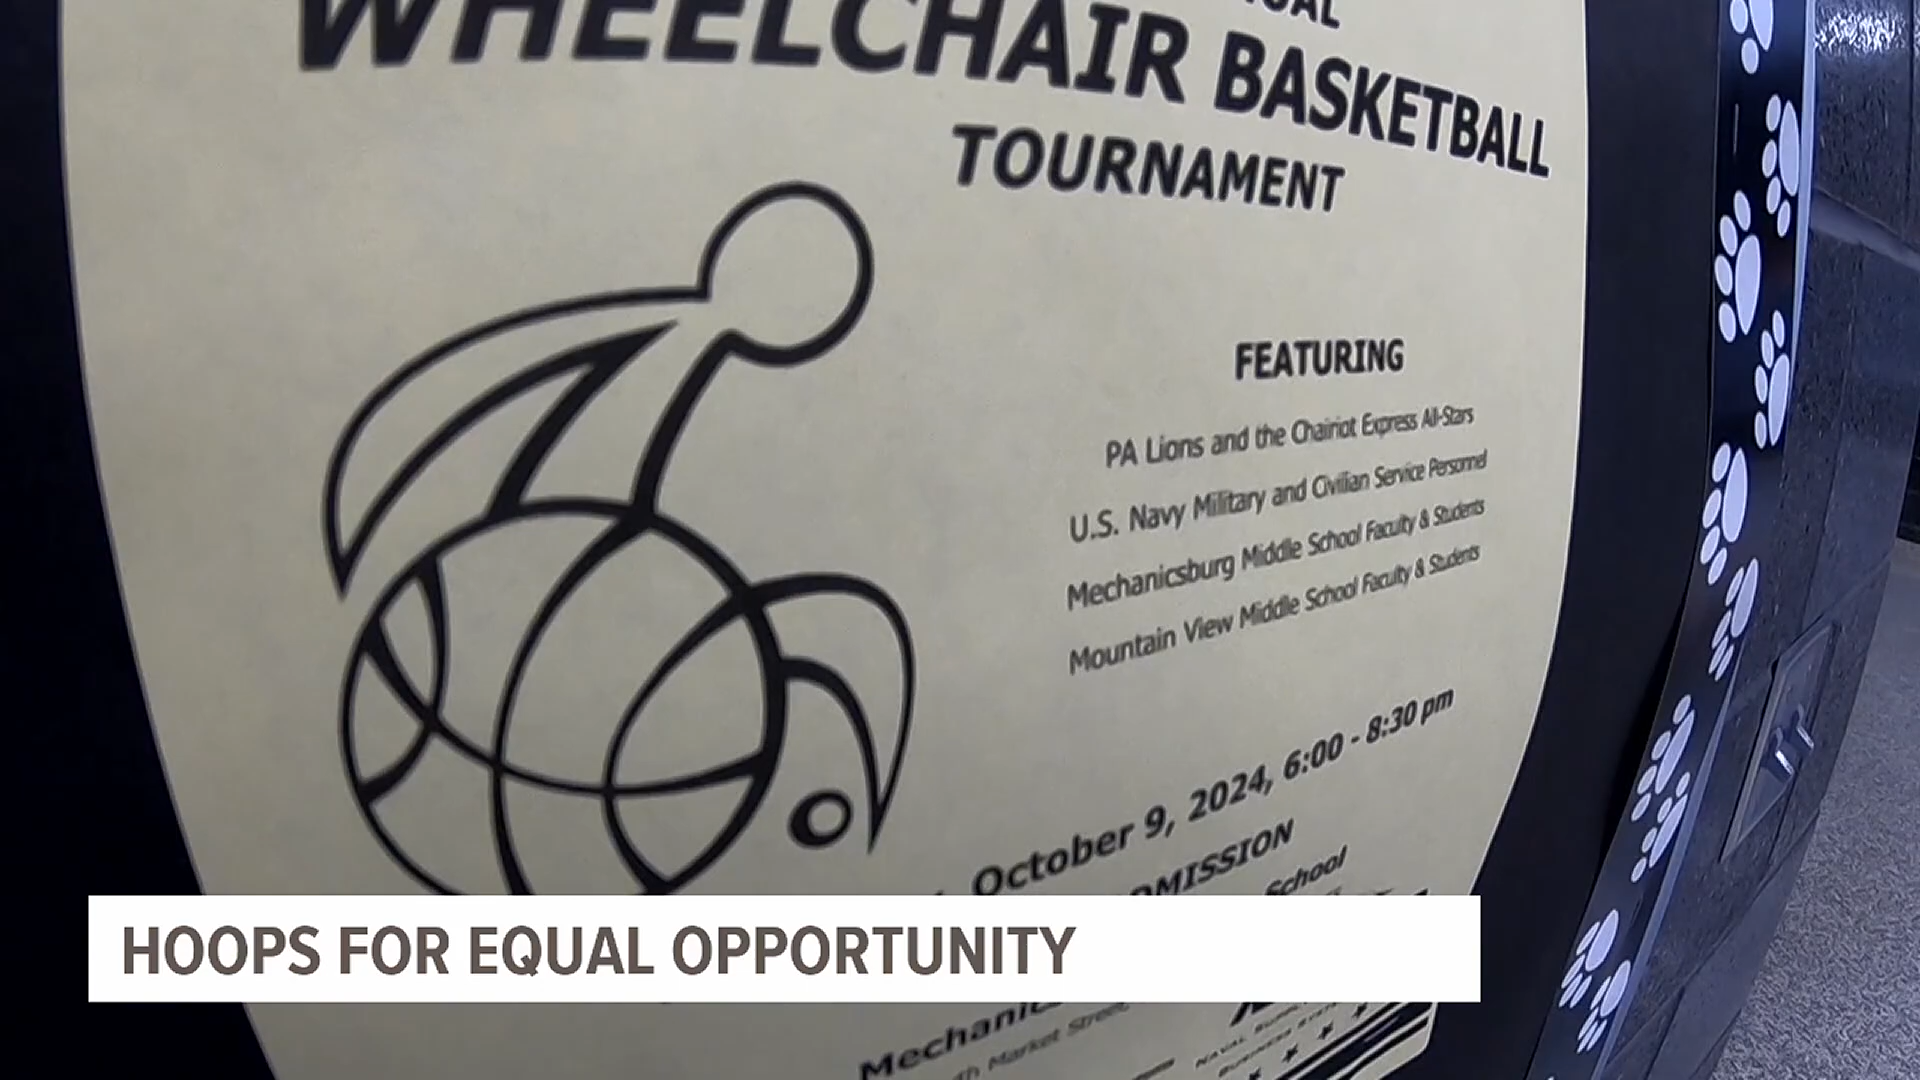 WHEELCHAIR BASKETBALL
TOURNAMENT
FEATURING
PA Lions and the Chairiot Express All-Stars
U.S. Navy Military and Civilian Service Personnel
Mechanicsburg Middle School Faculty & Students
Mountain View Middle School Faculty & Students
October 9, 2024, 6:00 - 8:30 pm
School
HOOPS FOR EQUAL OPPORTUNITY
Market Street,